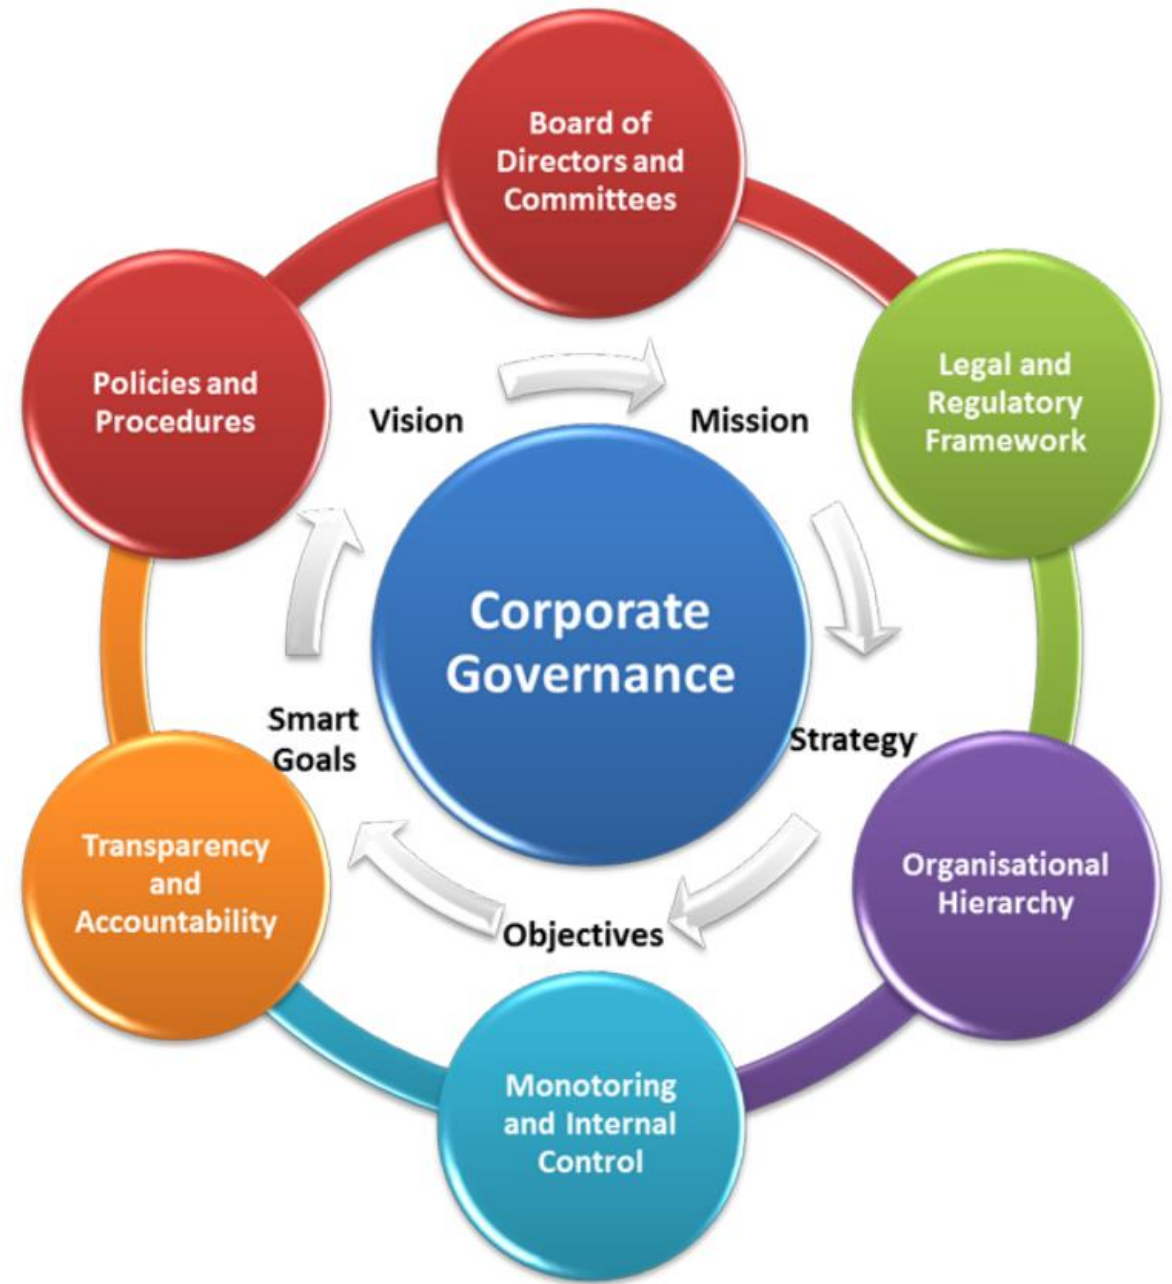 Board of
Directors and
Committees
Policies and
Procedures
Legal and
Regulatory
Framework
Vision
Mission
Corporate
Governance
Smart
Goals
Strategy
Transparency
and
Accountability
Organisational
Hierarchy
Objectives
Monotoring
and Internal
Control